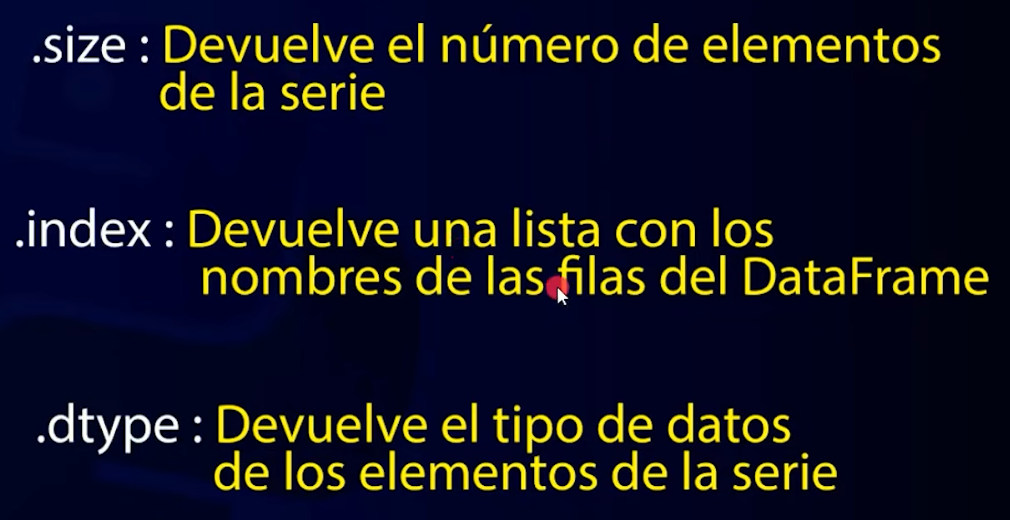 .size : Devuelve el número de elementos
de la serie
.index : Devuelve una lista con los
nombres de las filas del DataFrame
.dtype : Devuelve el tipo de datos
de los elementos de la serie